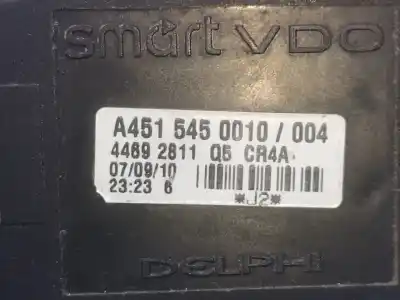 smart VDO
A451 545 0010 / 004
4469 2811 Q5 CR4A
07/09/10
23:23 6
*J2*
DELPHI